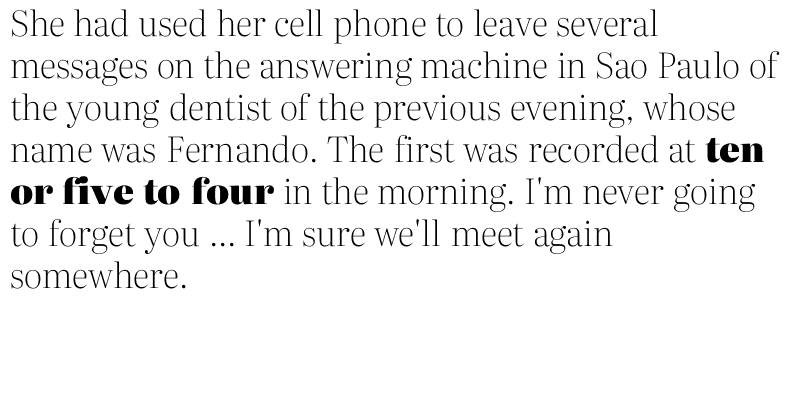 She had used her cell phone to leave several
messages on the answering machine in Sao Paulo of
the young dentist of the previous evening, whose
name was Fernando. The first was recorded at ten
or five to four in the morning. I'm never going
to forget you ... I'm sure we'll meet again
somewhere.